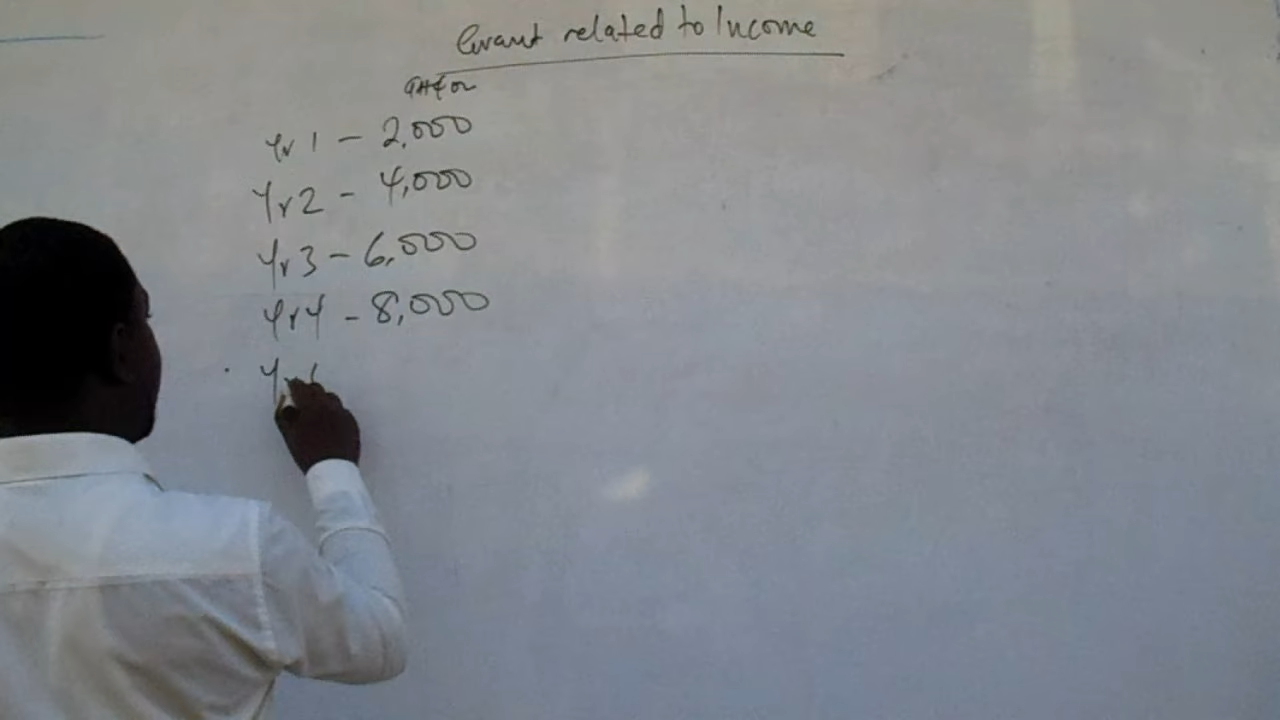 Grant related to Income
GH¢
Yr 1 - 2,000
Yr 2 - 4,000
Yr 3 - 6,000
Yr 4 - 8,000
Yr